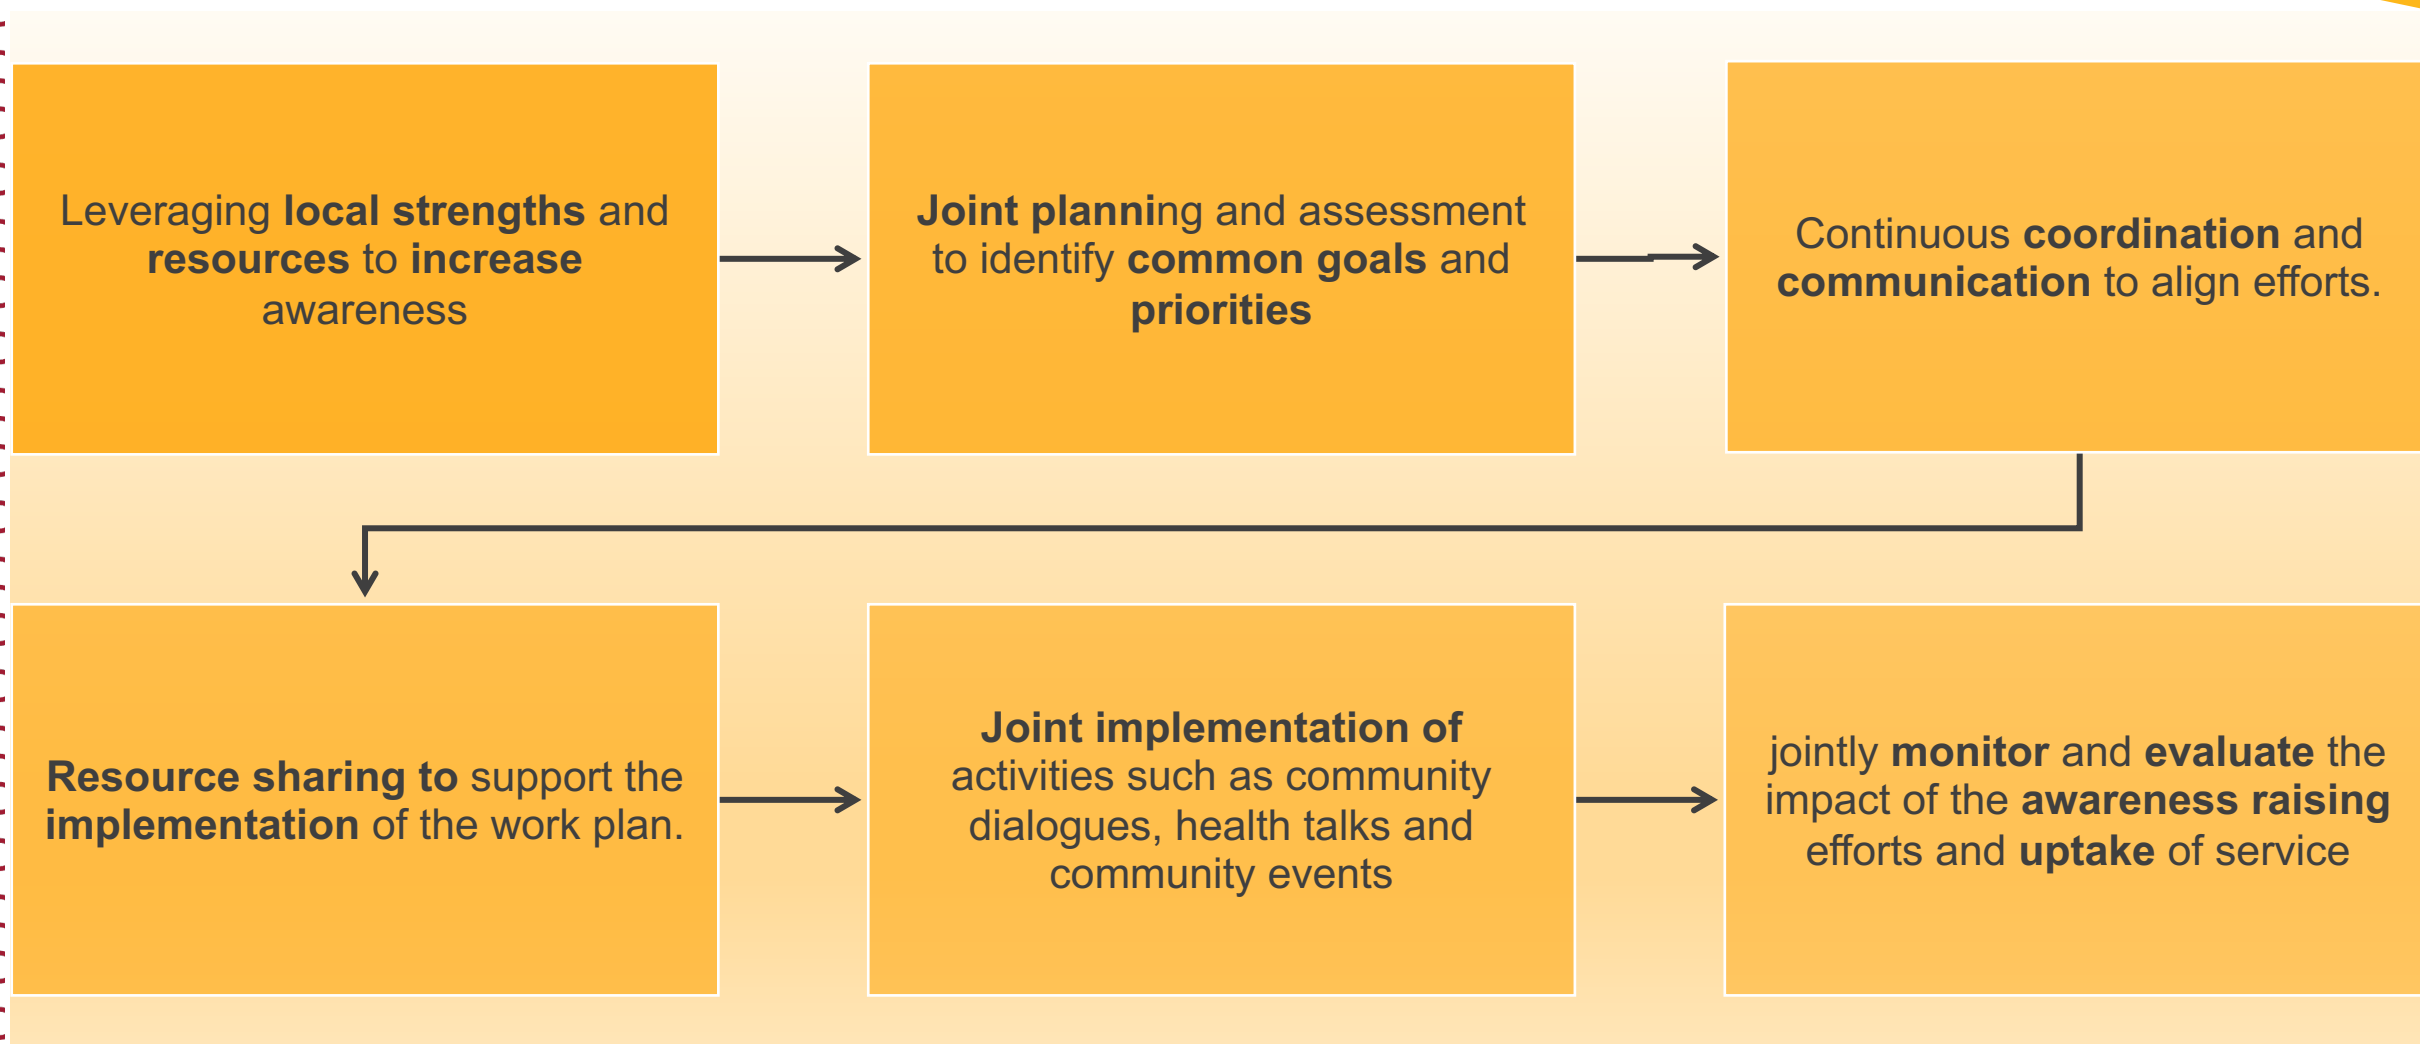 Leveraging local strengths and
resources to increase
awareness
Joint planning and assessment
to identify common goals and
priorities
Continuous coordination and
communication to align efforts.
Resource sharing to support the
implementation of the work plan.
Joint implementation of
activities such as community
dialogues, health talks and
community events
jointly monitor and evaluate the
impact of the awareness raising
efforts and uptake of service